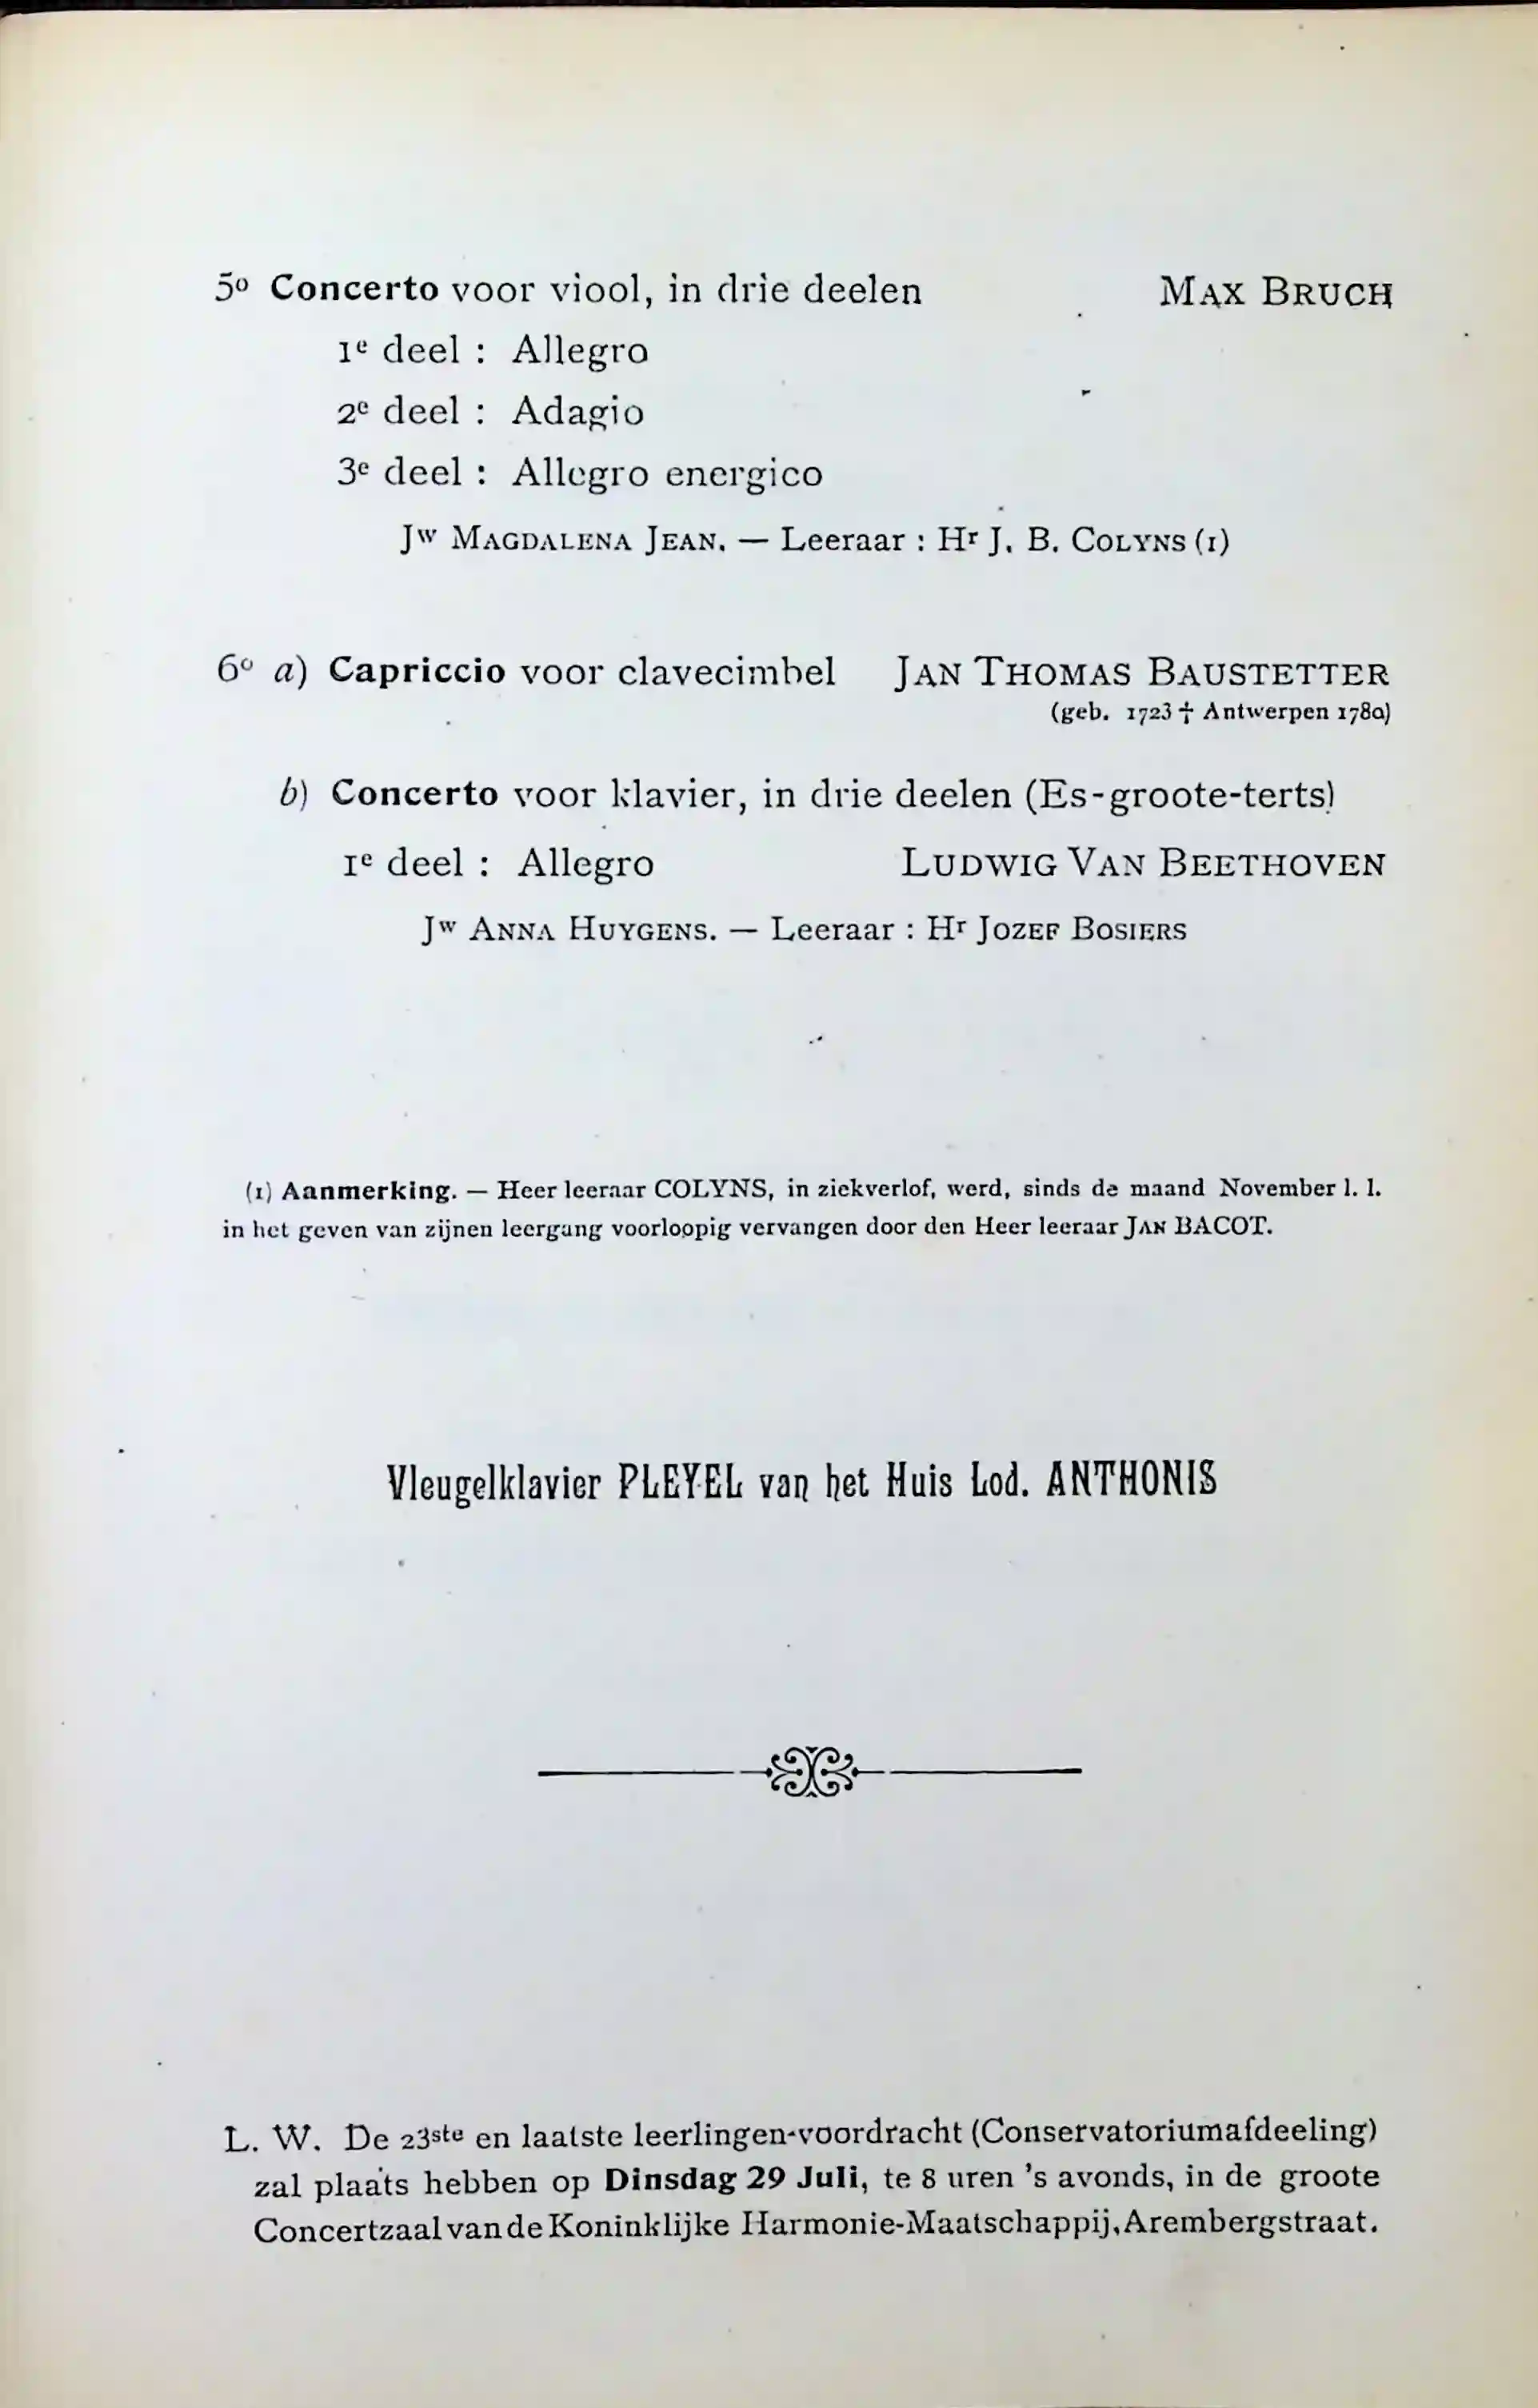 5º Concerto voor viool, in drie deelen MAX BRUCH
1e deel : Allegro
2e deel : Adagio
3e deel : Allegro energico
Jw MAGDALENA JEAN. — Leeraar : Hr J. B. COLYNS (1)
6º a) Capriccio voor clavecimbel JAN THOMAS BAUSTETTER
(geb. 1723 † Antwerpen 1780)
b) Concerto voor klavier, in drie deelen (Es-groote-terts)
1e deel : Allegro LUDWIG VAN BEETHOVEN
Jw ANNA HUYGENS. — Leeraar : Hr JOZEF BOSIERS
(1) Aanmerking. — Heer leeraar COLYNS, in ziekverlof, werd, sinds de maand November l. l.
in het geven van zijnen leergang voorloopig vervangen door den Heer leeraar JAN BACOT.
Vleugelklavier PLEYEL van het Huis Lod. ANTHONIS
L. W. De 23ste en laatste leerlingen-voordracht (Conservatoriumafdeeling)
zal plaats hebben op Dinsdag 29 Juli, te 8 uren 's avonds, in de groote
Concertzaal van de Koninklijke Harmonie-Maatschappij, Arembergstraat.